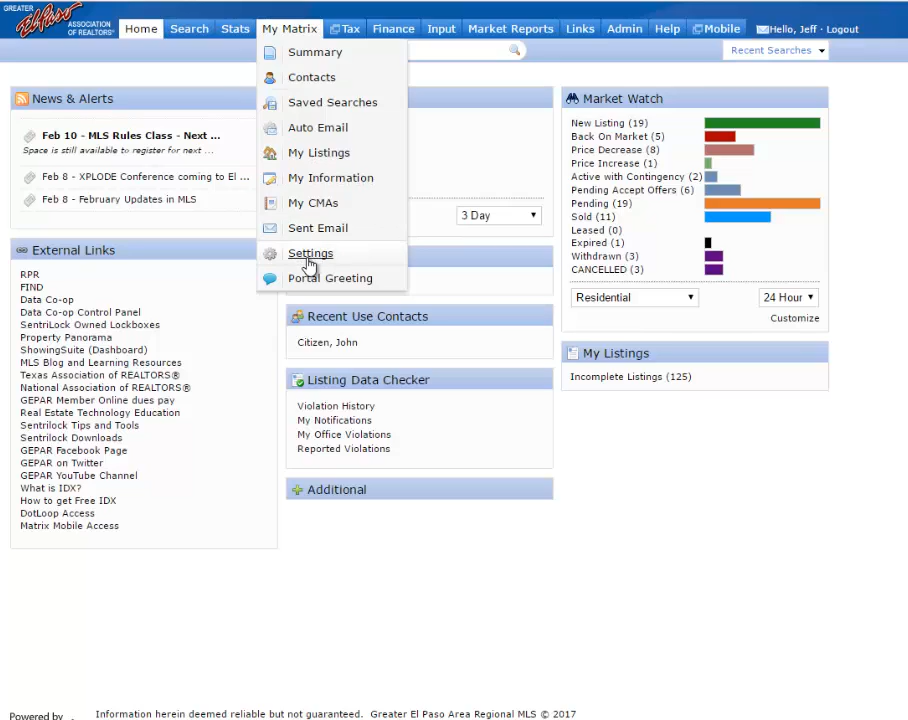 GREATER
El Paso
ASSOCIATION
OF REALTORS®
Home
Search
Stats
My Matrix
Tax
Finance
Input
Market Reports
Links
Admin
Help
Mobile
Hello, Jeff · Logout
Recent Searches
Summary
Contacts
Saved Searches
Auto Email
My Listings
My Information
My CMAs
Sent Email
Settings
Portal Greeting
News & Alerts
Feb 10 - MLS Rules Class - Next ...
Space is still available to register for next ...
Feb 8 - XPLODE Conference coming to El ...
Feb 8 - February Updates in MLS
External Links
RPR
FIND
Data Co-op
Data Co-op Control Panel
SentriLok Owned Lockboxes
Property Panorama
ShowingSuite (Dashboard)
MLS Blog and Learning Resources
Texas Association of REALTORS®
National Association of REALTORS®
GEPAR Member Online dues pay
Real Estate Technology Education
Sentrilock Tips and Tools
Sentrilock Downloads
GEPAR Facebook Page
GEPAR on Twitter
GEPAR YouTube Channel
What is IDX?
How to get Free IDX
DotLoop Access
Matrix Mobile Access
3 Day
Recent Use Contacts
Citizen, John
Listing Data Checker
Violation History
My Notifications
My Office Violations
Reported Violations
Additional
Market Watch
New Listing (19)
Back On Market (5)
Price Decrease (8)
Price Increase (1)
Active with Contingency (2)
Pending Accept Offers (6)
Pending (19)
Sold (11)
Leased (0)
Expired (1)
Withdrawn (3)
CANCELLED (3)
Residential
24 Hour
Customize
My Listings
Incomplete Listings (125)
Powered by
Information herein deemed reliable but not guaranteed. Greater El Paso Area Regional MLS © 2017